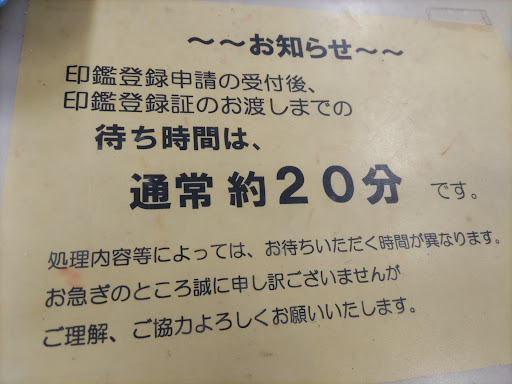 ～～お知らせ～～
印鑑登録申請の受付後、
印鑑登録証のお渡しまでの
待ち時間は、
通常 約２０分 です。
処理内容等によっては、お待ちいただく時間が異なります。
お急ぎのところ誠に申し訳ございませんが
ご理解、ご協力よろしくお願いいたします。